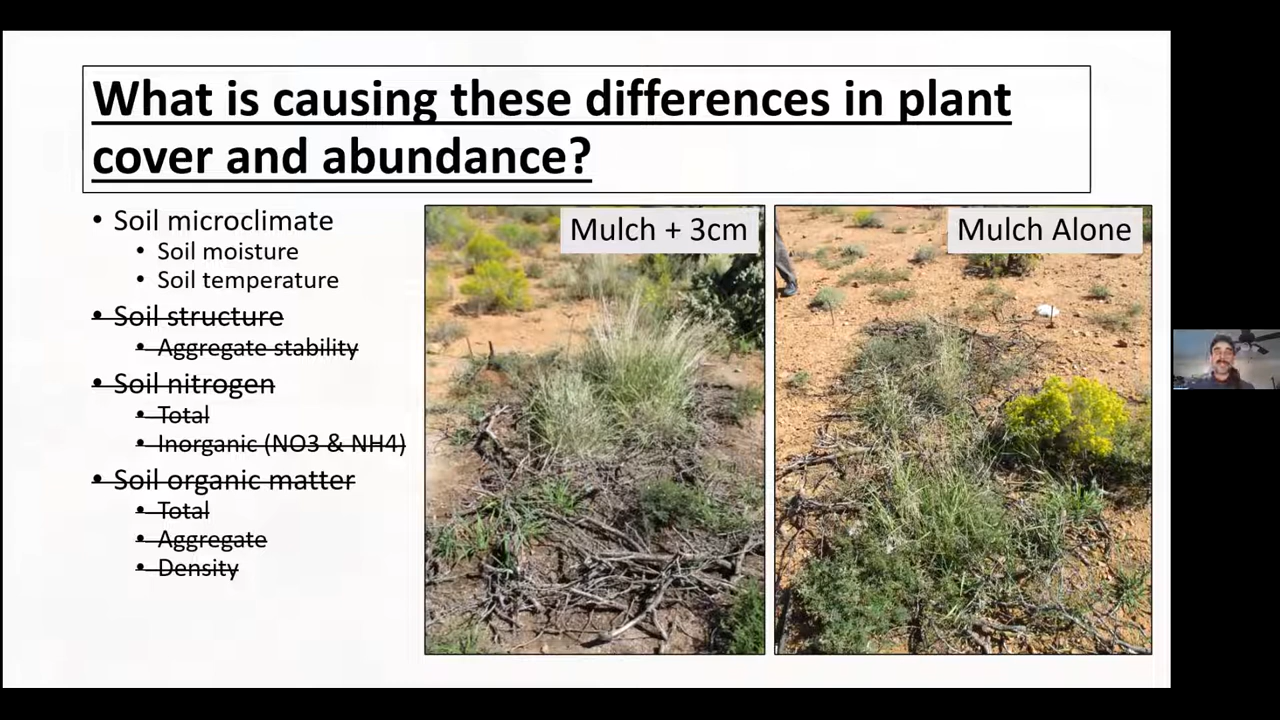 What is causing these differences in plant
cover and abundance?
• Soil microclimate
• Soil moisture
• Soil temperature
• Soil structure
• Aggregate stability
• Soil nitrogen
• Total
• Inorganic (NO3 & NH4)
• Soil organic matter
• Total
• Aggregate
• Density
Mulch + 3cm
Mulch Alone